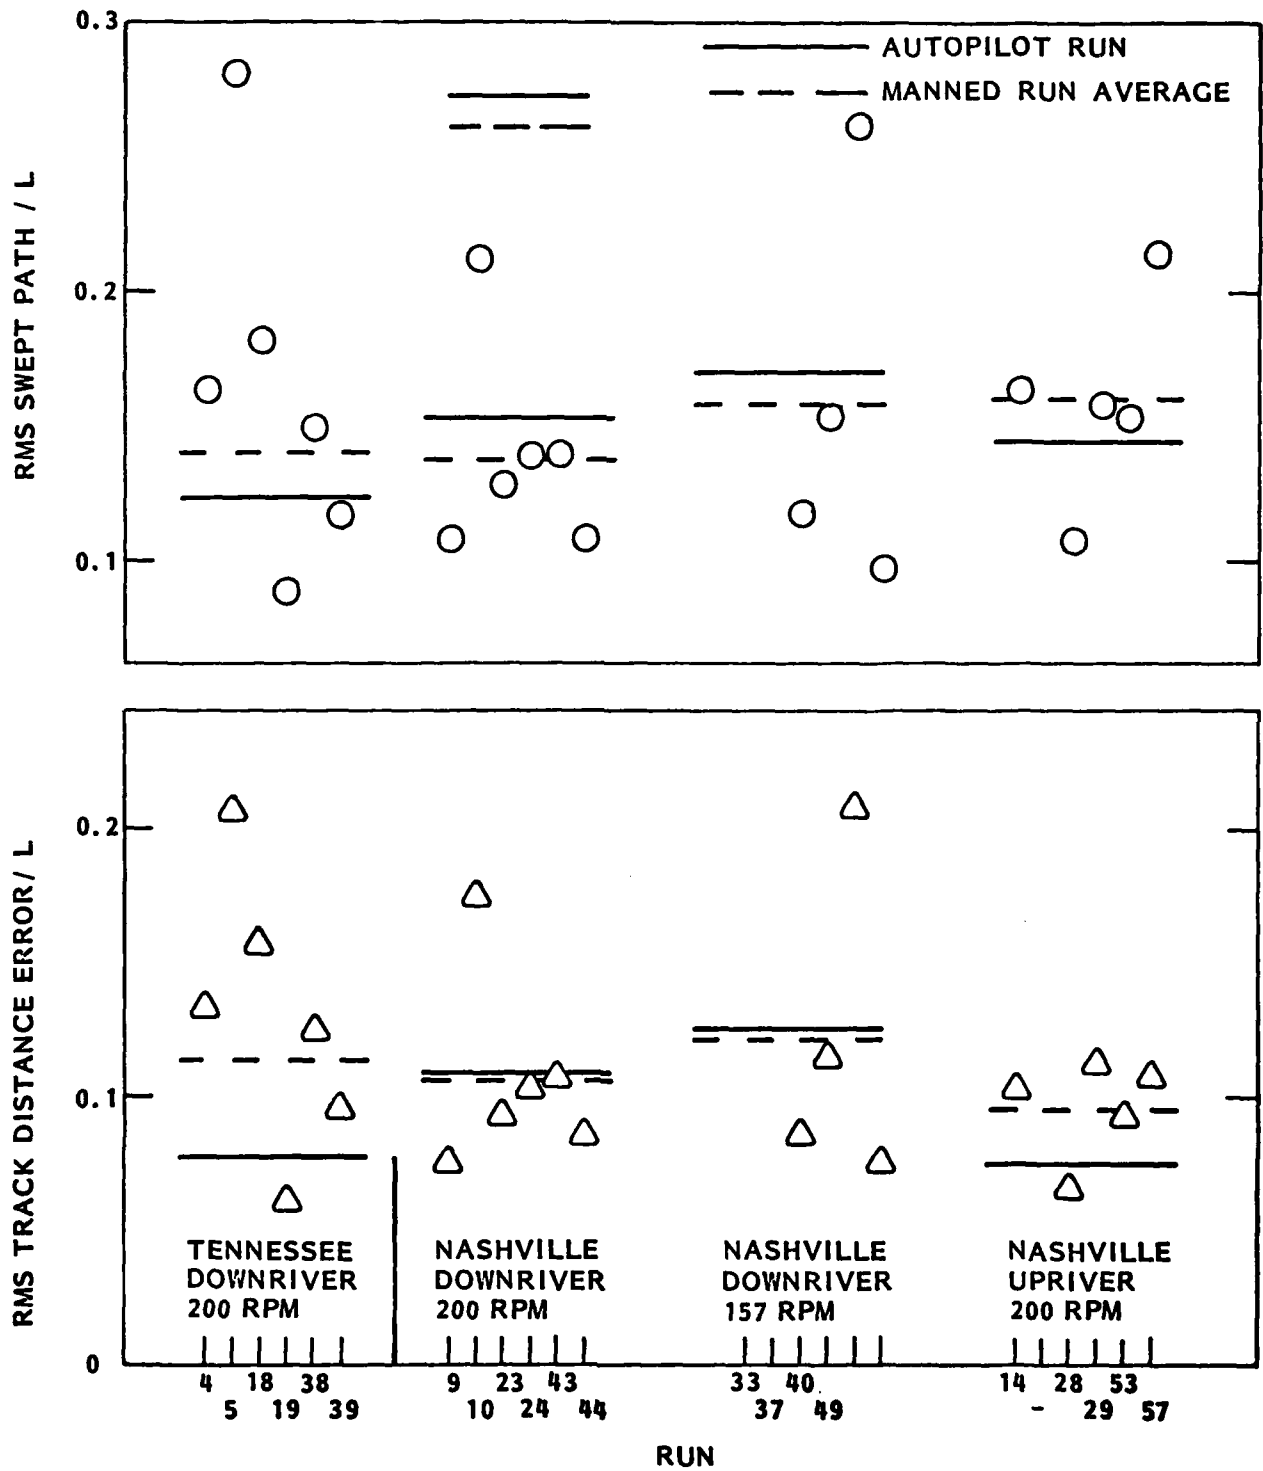 0.3
AUTOPILOT RUN
MANNED RUN AVERAGE
RMS SWEPT PATH / L
0.2
0.1
RMS TRACK DISTANCE ERROR/ L
0.2
0.1
0
TENNESSEE
DOWNRIVER
200 RPM
NASHVILLE
DOWNRIVER
200 RPM
NASHVILLE
DOWNRIVER
157 RPM
NASHVILLE
UPRIVER
200 RPM
4 18 38 9 23 43 33 40 14 28 53
5 19 39 10 24 44 37 49 - 29 57
RUN